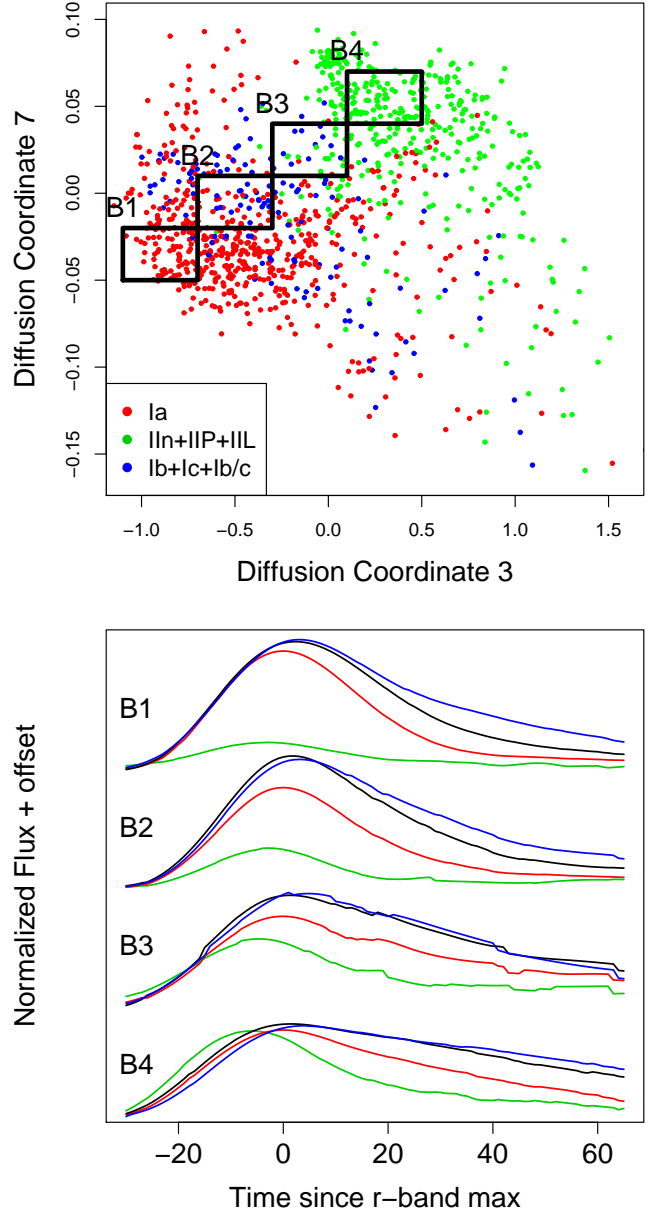 0.10
0.05
0.00
−0.05
−0.10
−0.15
Diffusion Coordinate 7
B4
B3
B2
B1
Ia
IIn+IIP+IIL
Ib+Ic+Ib/c
−1.0 −0.5 0.0 0.5 1.0 1.5
Diffusion Coordinate 3
Normalized Flux + offset
B1
B2
B3
B4
−20 0 20 40 60
Time since r−band max